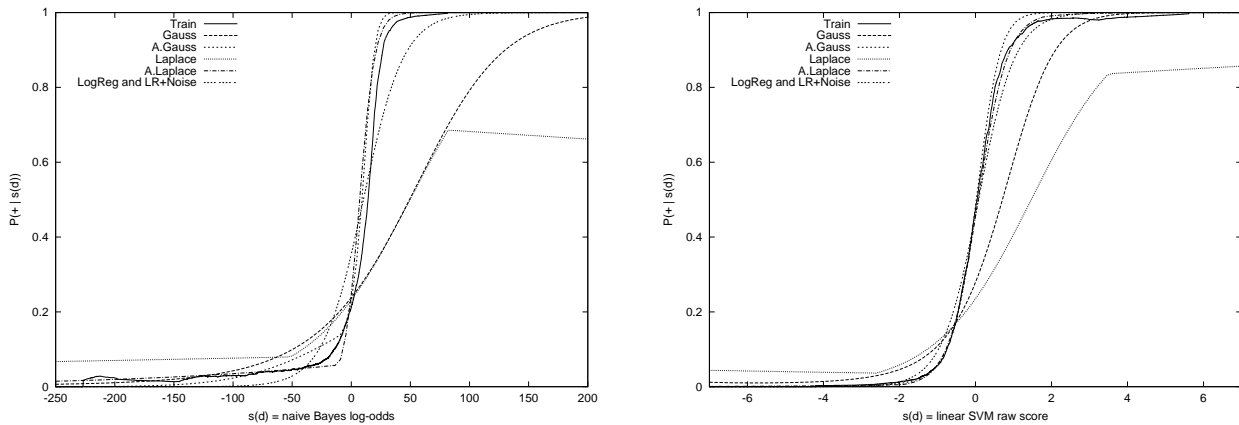 1
0.8
0.6
0.4
0.2
0
P(+ | s(d))
Train
Gauss
A.Gauss
Laplace
A.Laplace
LogReg and LR+Noise
-250 -200 -150 -100 -50 0 50 100 150 200
s(d) = naive Bayes log-odds
1
0.8
0.6
0.4
0.2
0
P(+ | s(d))
Train
Gauss
A.Gauss
Laplace
A.Laplace
LogReg and LR+Noise
-6 -4 -2 0 2 4 6
s(d) = linear SVM raw score